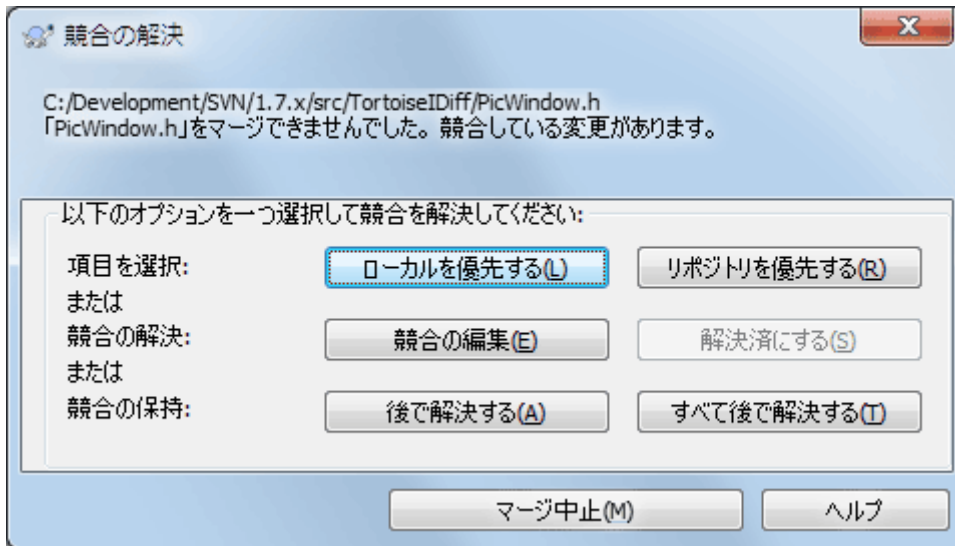 競合の解決
C:/Development/SVN/1.7.x/src/TortoiseIDiff/PicWindow.h
「PicWindow.h」をマージできませんでした。競合している変更があります。
以下のオプションを一つ選択して競合を解決してください:
項目を選択: ローカルを優先する(L) リポジトリを優先する(R)
または
競合の解決: 競合の編集(E) 解決済にする(S)
または
競合の保持: 後で解決する(A) すべて後で解決する(T)
マージ中止(M) ヘルプ